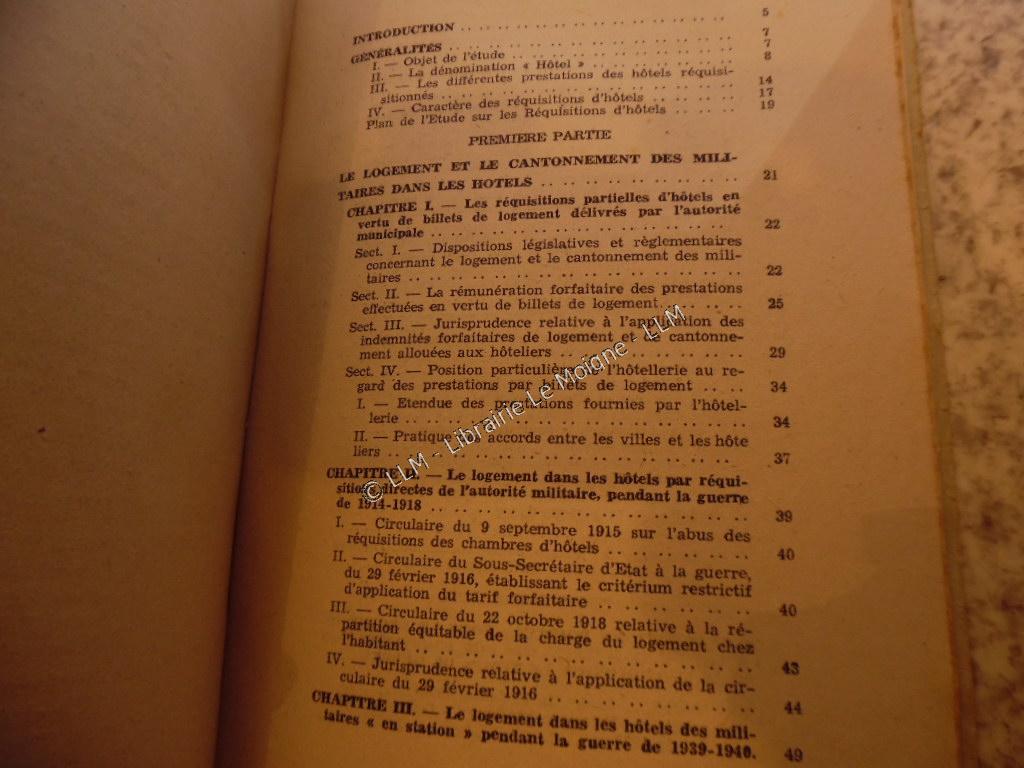 INTRODUCTION .. .. .. .. .. .. .. .. .. .. 5
GÉNÉRALITÉS .. .. .. .. .. .. .. .. .. .. 7
I. — Objet de l'étude .. .. .. .. .. .. .. .. 7
II. — La dénomination « Hôtel » .. .. .. .. .. .. 8
III. — Les différentes prestations des hôtels réqui-
sitionnés .. .. .. .. .. .. .. .. .. .. 14
IV. — Caractère des réquisitions d'hôtels .. .. .. .. 17
Plan de l'Etude sur les Réquisitions d'hôtels .. .. .. 19
PREMIERE PARTIE
LE LOGEMENT ET LE CANTONNEMENT DES MILI-
TAIRES DANS LES HOTELS .. .. .. .. .. .. .. 21
CHAPITRE I. — Les réquisitions partielles d'hôtels en
vertu de billets de logement délivrés par l'autorité
municipale .. .. .. .. .. .. .. .. .. .. 22
Sect. I. — Dispositions législatives et règlementaires
concernant le logement et le cantonnement des mili-
taires .. .. .. .. .. .. .. .. .. .. 22
Sect. II. — La rémunération forfaitaire des prestations
effectuées en vertu de billets de logement .. .. .. 25
Sect. III. — Jurisprudence relative à l'application des
indemnités forfaitaires de logement et de cantonne-
ment allouées aux hôteliers .. .. .. .. .. .. 29
Sect. IV. — Position particulière de l'hôtellerie au re-
gard des prestations par billets de logement .. .. 34
I. — Etendue des prestations fournies par l'hôtel-
lerie .. .. .. .. .. .. .. .. .. .. 34
II. — Pratique des accords entre les villes et les hôte
liers .. .. .. .. .. .. .. .. .. .. 37
CHAPITRE II. — Le logement dans les hôtels par réqui-
sitions directes de l'autorité militaire, pendant la guerre
de 1914-1918 .. .. .. .. .. .. .. .. .. 39
I. — Circulaire du 9 septembre 1915 sur l'abus des
réquisitions des chambres d'hôtels .. .. .. .. .. 40
II. — Circulaire du Sous-Secrétaire d'Etat à la guerre,
du 29 février 1916, établissant le critérium restrictif
d'application du tarif forfaitaire .. .. .. .. .. 40
III. — Circulaire du 22 octobre 1918 relative à la ré-
partition équitable de la charge du logement chez
l'habitant .. .. .. .. .. .. .. .. .. .. 43
IV. — Jurisprudence relative à l'application de la cir-
culaire du 29 février 1916 .. .. .. .. .. .. 44
CHAPITRE III. — Le logement dans les hôtels des mili-
taires « en station » pendant la guerre de 1939-1940. 49
© LLM - Librairie Le Moigne - LLM